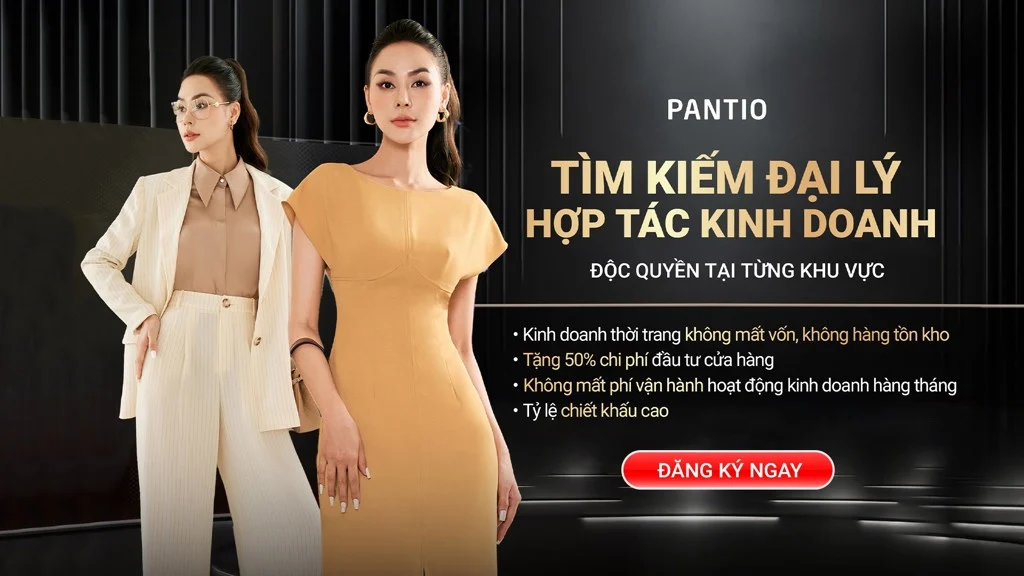 PANTIO
TÌM KIẾM ĐẠI LÝ
HỢP TÁC KINH DOANH
ĐỘC QUYỀN TẠI TỪNG KHU VỰC
• Kinh doanh thời trang không mất vốn, không hàng tồn kho
• Tặng 50% chi phí đầu tư cửa hàng
• Không mất phí vận hành hoạt động kinh doanh hàng tháng
• Tỷ lệ chiết khấu cao
ĐĂNG KÝ NGAY